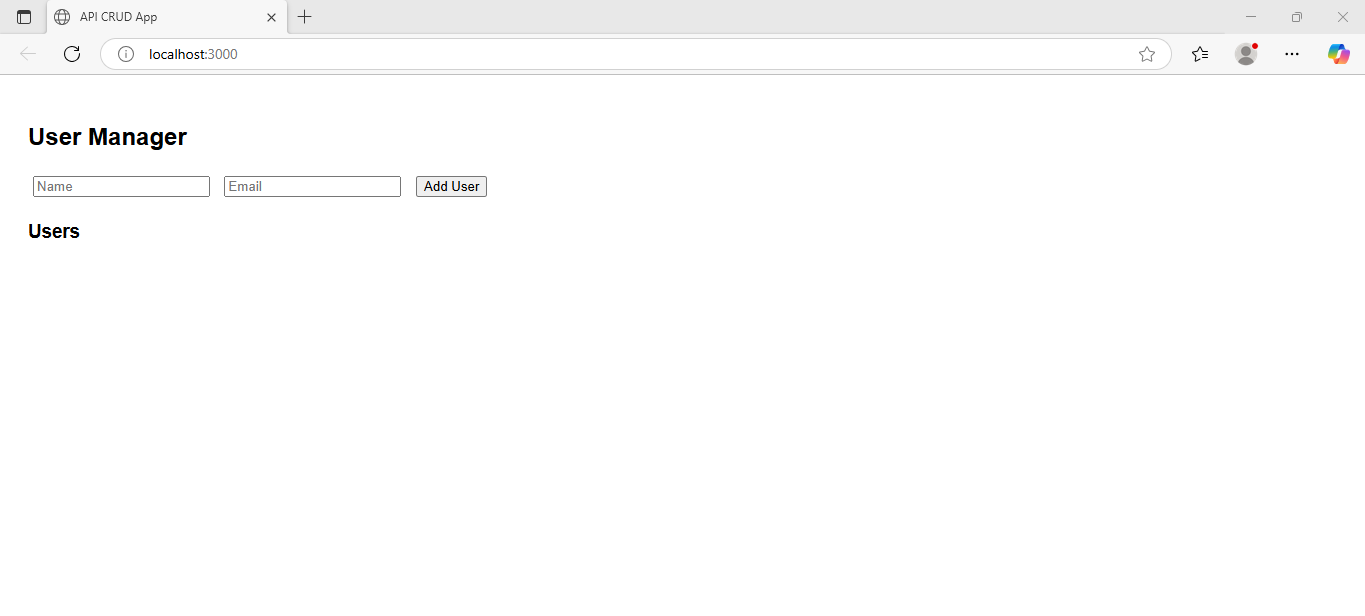 API CRUD App
localhost:3000
User Manager
Name Email Add User
Users